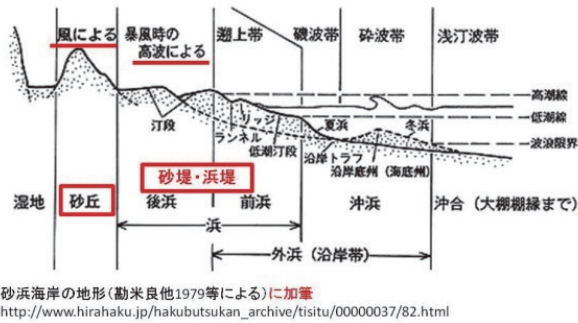 風による
暴風時の
高波による
遡上帯
磯波帯
砕波帯
浅汀波帯
高潮線
低潮線
波浪限界
汀段
リッジ
ランネル
低潮汀段
夏浜
冬浜
沿岸トラフ
沿岸底州（海底州）
砂堤・浜堤
湿地
砂丘
後浜
前浜
沖浜
沖合（大棚棚縁まで）
浜
外浜（沿岸帯）
砂浜海岸の地形（勘米良他1979等による）に加筆
http://www.hirahaku.jp/hakubutsukan_archive/tisitu/00000037/82.html